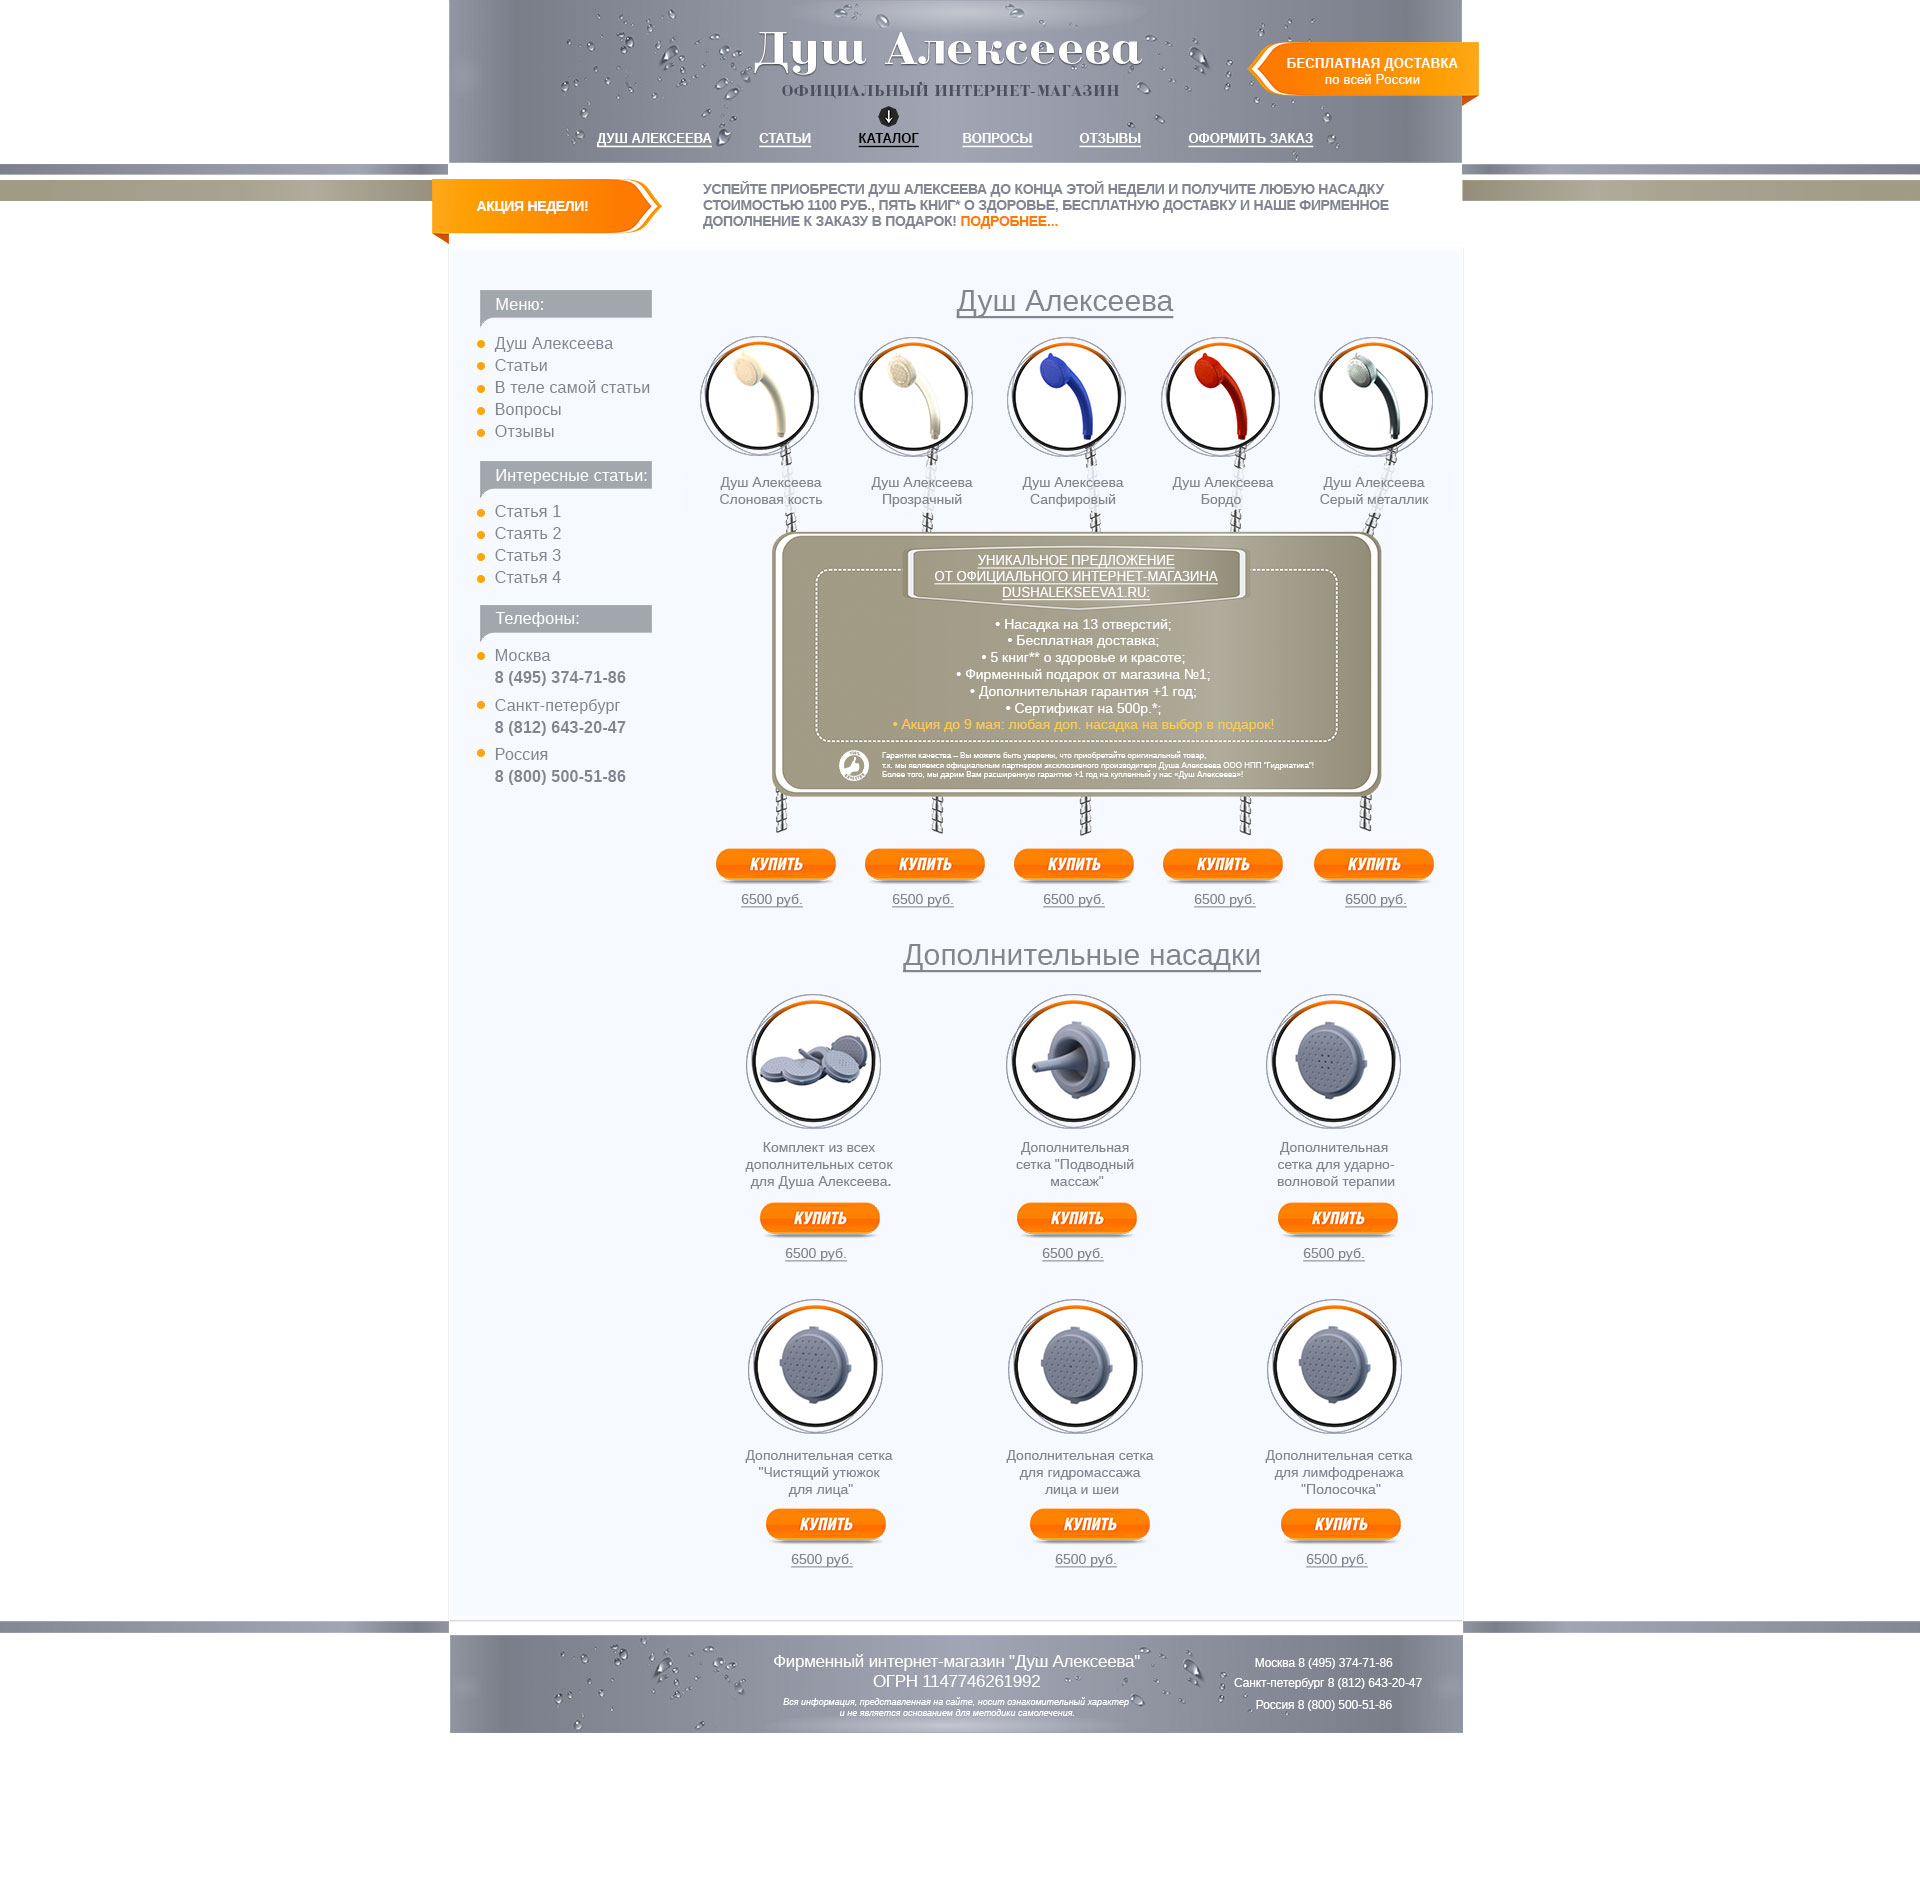 Душ Алексеева
ОФИЦИАЛЬНЫЙ ИНТЕРНЕТ-МАГАЗИН
БЕСПЛАТНАЯ ДОСТАВКА
по всей России
ДУШ АЛЕКСЕЕВА СТАТЬИ КАТАЛОГ ВОПРОСЫ ОТЗЫВЫ ОФОРМИТЬ ЗАКАЗ
АКЦИЯ НЕДЕЛИ!
УСПЕЙТЕ ПРИОБРЕСТИ ДУШ АЛЕКСЕЕВА ДО КОНЦА ЭТОЙ НЕДЕЛИ И ПОЛУЧИТЕ ЛЮБУЮ НАСАДКУ
СТОИМОСТЬЮ 1100 РУБ., ПЯТЬ КНИГ* О ЗДОРОВЬЕ, БЕСПЛАТНУЮ ДОСТАВКУ И НАШЕ ФИРМЕННОЕ
ДОПОЛНЕНИЕ К ЗАКАЗУ В ПОДАРОК! ПОДРОБНЕЕ...
Меню:
Душ Алексеева
Статьи
В теле самой статьи
Вопросы
Отзывы
Интересные статьи:
Статья 1
Стаять 2
Статья 3
Статья 4
Телефоны:
Москва
8 (495) 374-71-86
Санкт-петербург
8 (812) 643-20-47
Россия
8 (800) 500-51-86
Душ Алексеева
Душ Алексеева
Слоновая кость
Душ Алексеева
Прозрачный
Душ Алексеева
Сапфировый
Душ Алексеева
Бордо
Душ Алексеева
Серый металлик
УНИКАЛЬНОЕ ПРЕДЛОЖЕНИЕ
ОТ ОФИЦИАЛЬНОГО ИНТЕРНЕТ-МАГАЗИНА
DUSHALEKSEEVA1.RU:
• Насадка на 13 отверстий;
• Бесплатная доставка;
• 5 книг** о здоровье и красоте;
• Фирменный подарок от магазина №1;
• Дополнительная гарантия +1 год;
• Сертификат на 500р.*;
• Акция до 9 мая: любая доп. насадка на выбор в подарок!
Гарантия качества – Вы можете быть уверены, что приобретайте оригинальный товар,
т.к. мы являемся официальным партнером эксклюзивного производителя Душа Алексеева ООО НПП "Гидриатика"!
Более того, мы дарим Вам расширенную гарантию +1 год на купленный у нас «Душ Алексеева»!
КУПИТЬ КУПИТЬ КУПИТЬ КУПИТЬ КУПИТЬ
6500 руб. 6500 руб. 6500 руб. 6500 руб. 6500 руб.
Дополнительные насадки
Комплект из всех
дополнительных сеток
для Душа Алексеева.
Дополнительная
сетка "Подводный
массаж"
Дополнительная
сетка для ударно-
волновой терапии
КУПИТЬ КУПИТЬ КУПИТЬ
6500 руб. 6500 руб. 6500 руб.
Дополнительная сетка
"Чистящий утюжок
для лица"
Дополнительная сетка
для гидромассажа
лица и шеи
Дополнительная сетка
для лимфодренажа
"Полосочка"
КУПИТЬ КУПИТЬ КУПИТЬ
6500 руб. 6500 руб. 6500 руб.
Фирменный интернет-магазин "Душ Алексеева"
ОГРН 1147746261992
Вся информация, представленная на сайте, носит ознакомительный характер
и не является основанием для методики самолечения.
Москва 8 (495) 374-71-86
Санкт-петербург 8 (812) 643-20-47
Россия 8 (800) 500-51-86